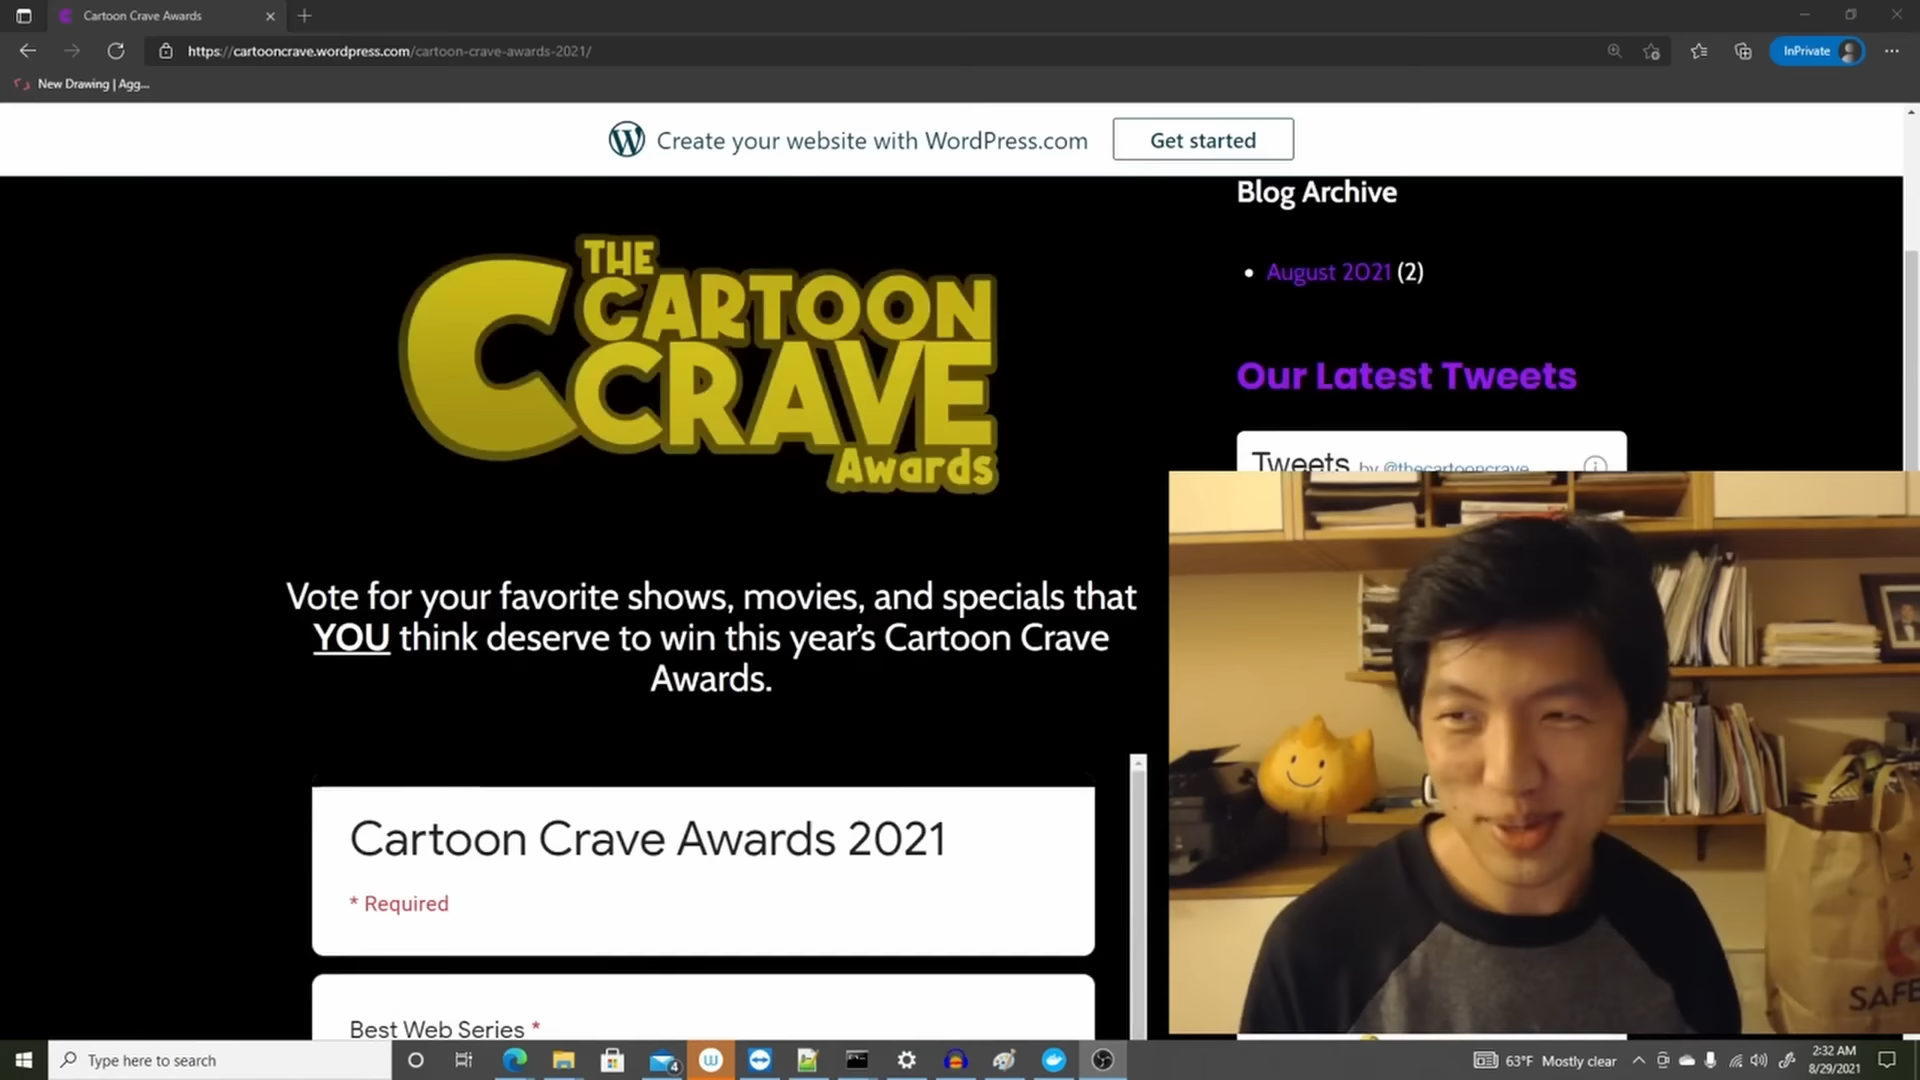 Cartoon Crave Awards
https://cartooncrave.wordpress.com/cartoon-crave-awards-2021/
InPrivate
New Drawing | Agg...
Create your website with WordPress.com
Get started
Blog Archive
August 2021 (2)
THE
CARTOON
CRAVE
Awards
Our Latest Tweets
Tweets by @thecartooncrave
Vote for your favorite shows, movies, and specials that
YOU think deserve to win this year's Cartoon Crave
Awards.
Cartoon Crave Awards 2021
* Required
Best Web Series *
SAFE
Type here to search
4
63°F Mostly clear
2:32 AM
8/29/2021